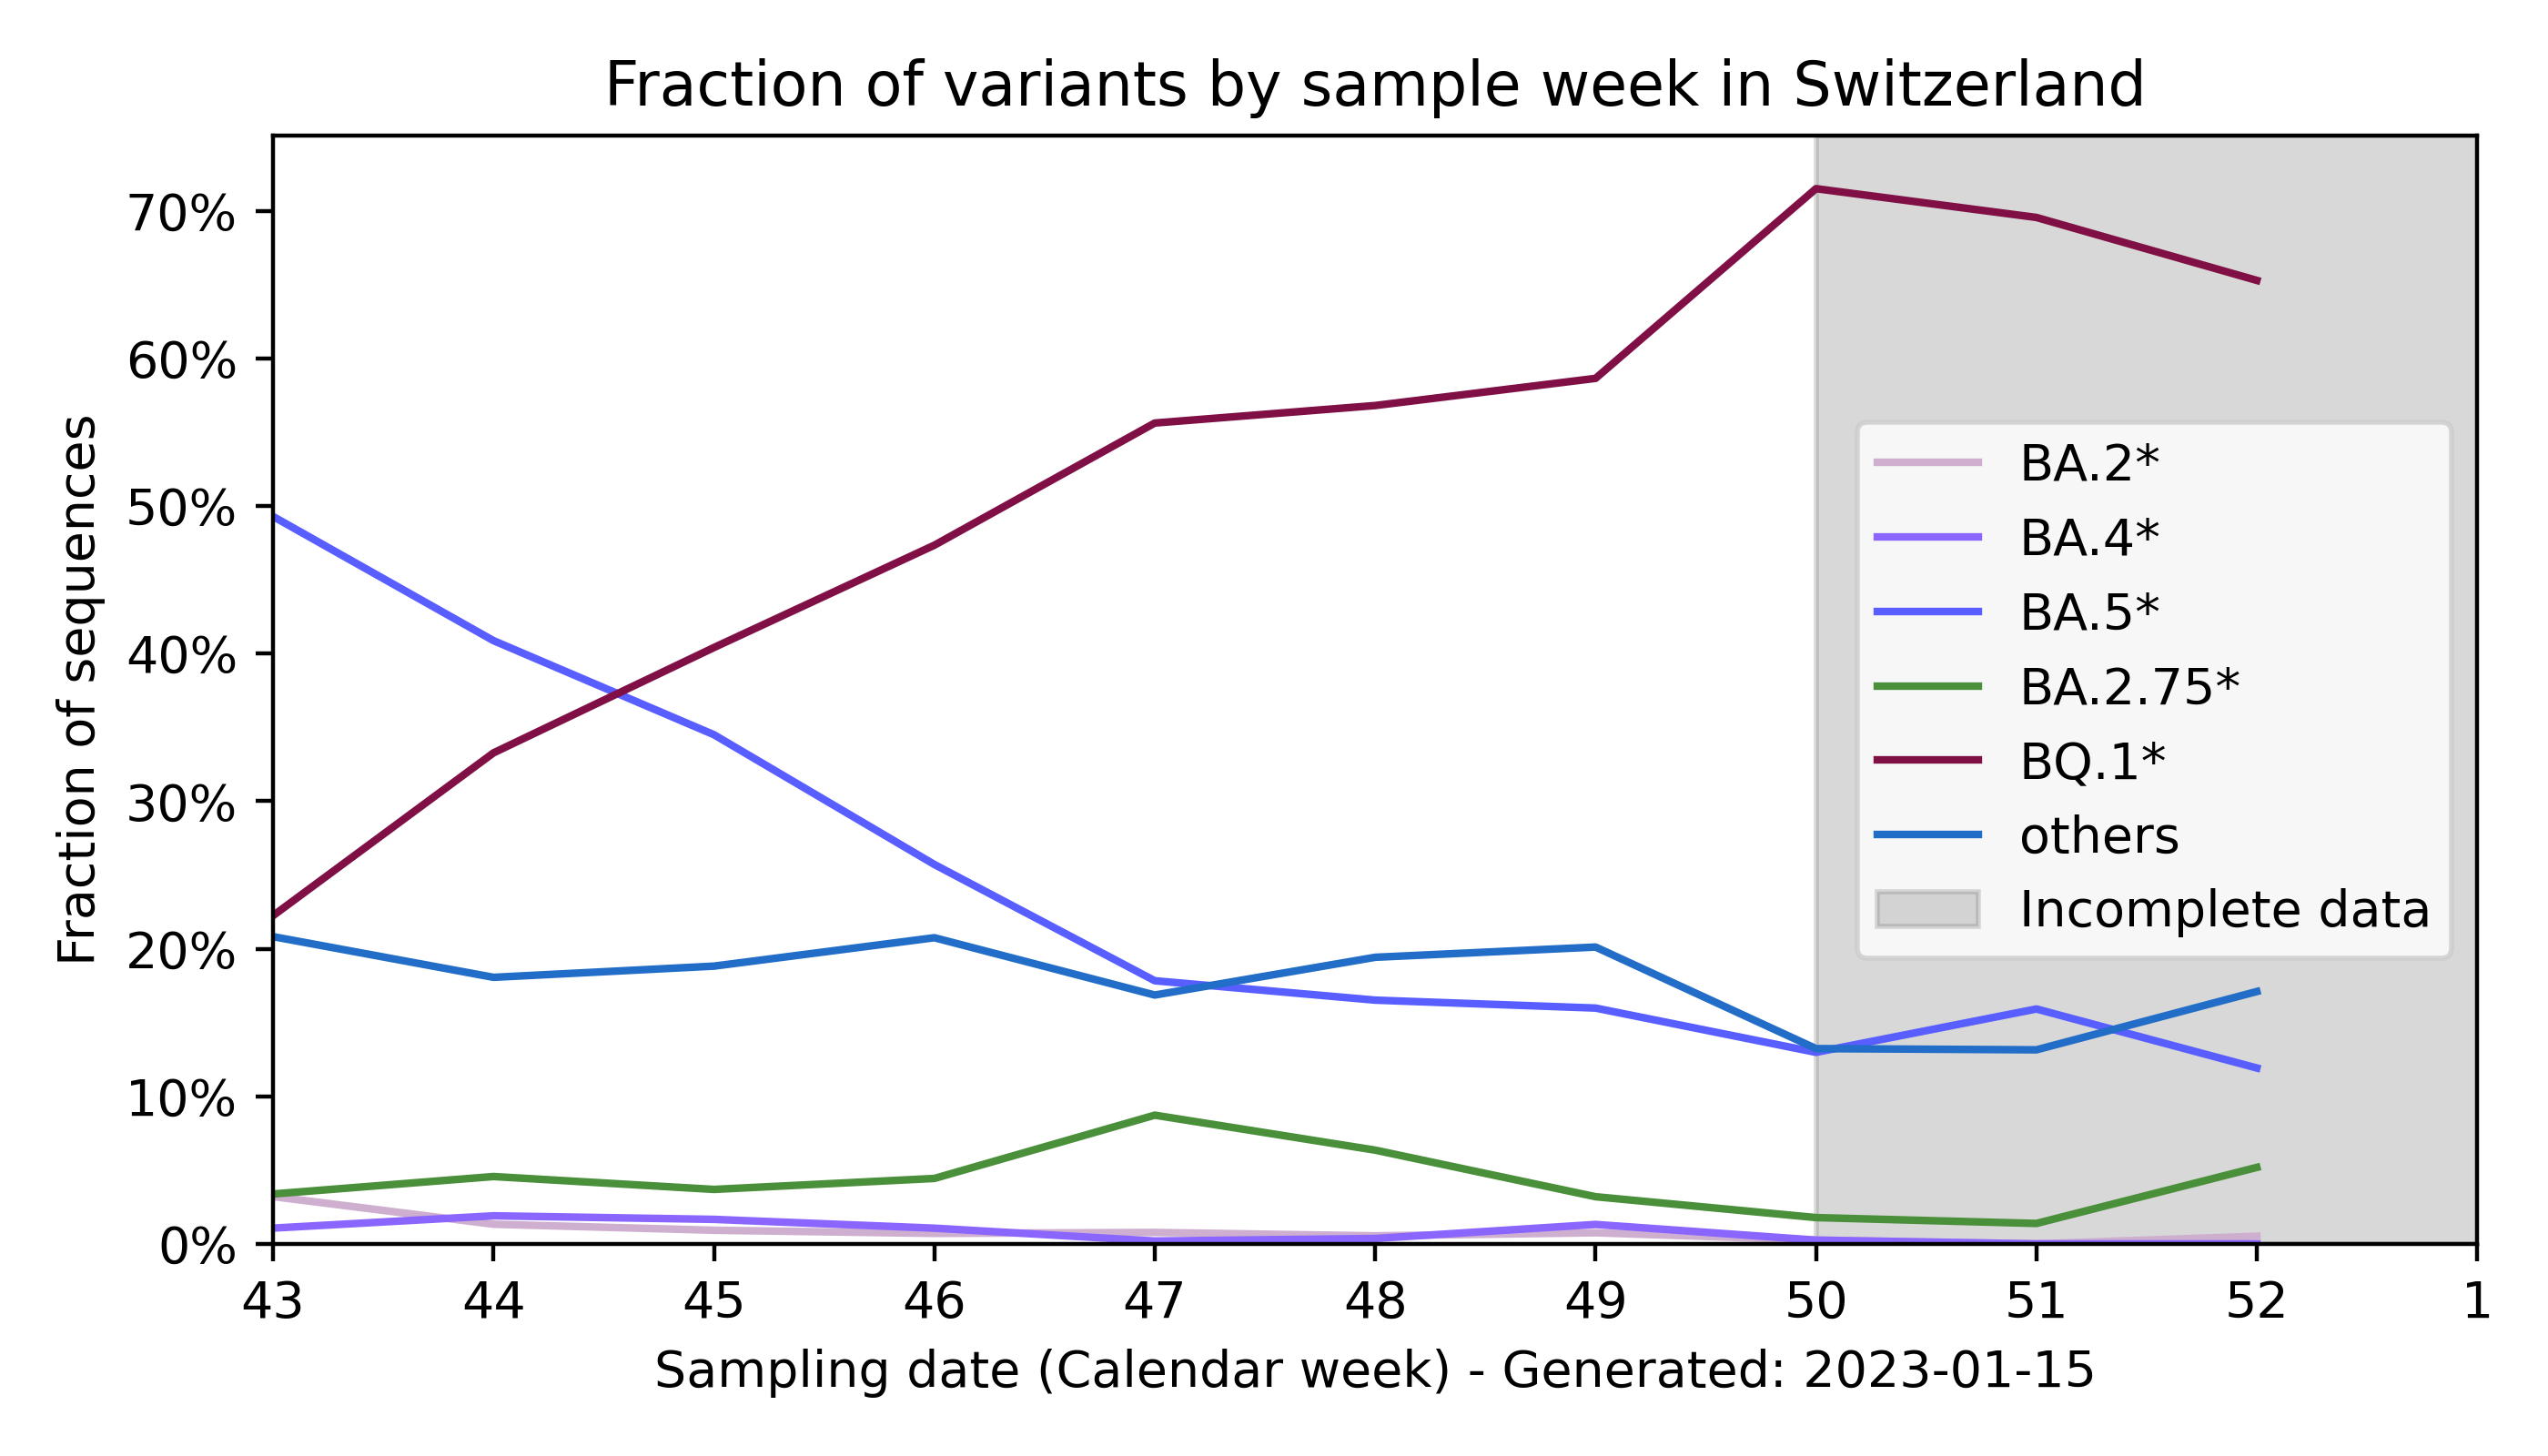 Fraction of variants by sample week in Switzerland
Fraction of sequences
70%
60%
50%
40%
30%
20%
10%
0%
BA.2*
BA.4*
BA.5*
BA.2.75*
BQ.1*
others
Incomplete data
43 44 45 46 47 48 49 50 51 52 1
Sampling date (Calendar week) - Generated: 2023-01-15